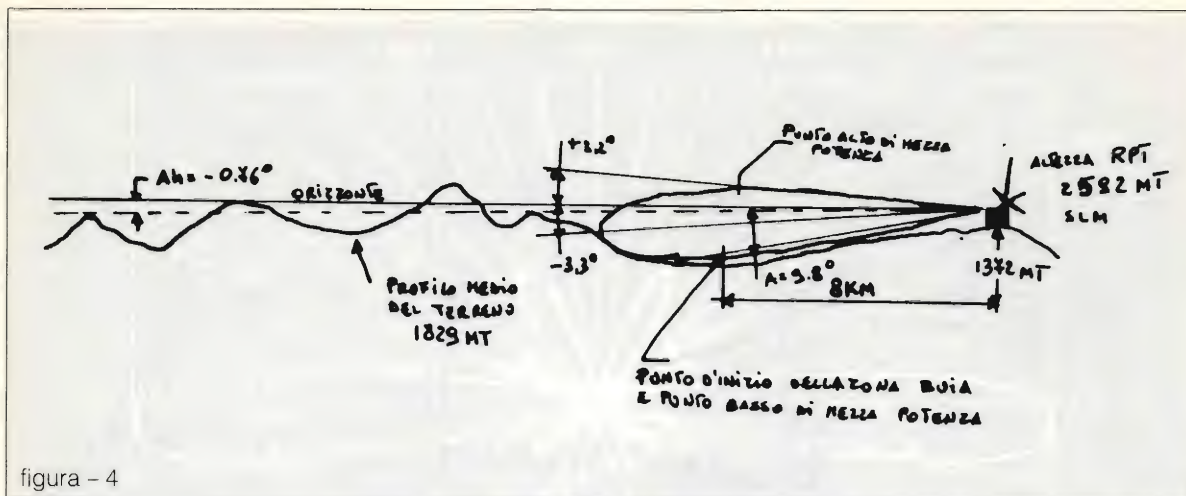 +3.2°
PUNTO ALTO DI MEZZA
POTENZA
ALTEZZA RPT
2582 MT
SLM
Ah = -0.76°
ORIZZONTE
-3.3°
A = 9.8°
8KM
1372 MT
PROFILO MEDIO
DEL TERRENO
1829 MT
PUNTO D'INIZIO DELLA ZONA BUIA
E PUNTO BASSO DI MEZZA POTENZA
figura – 4